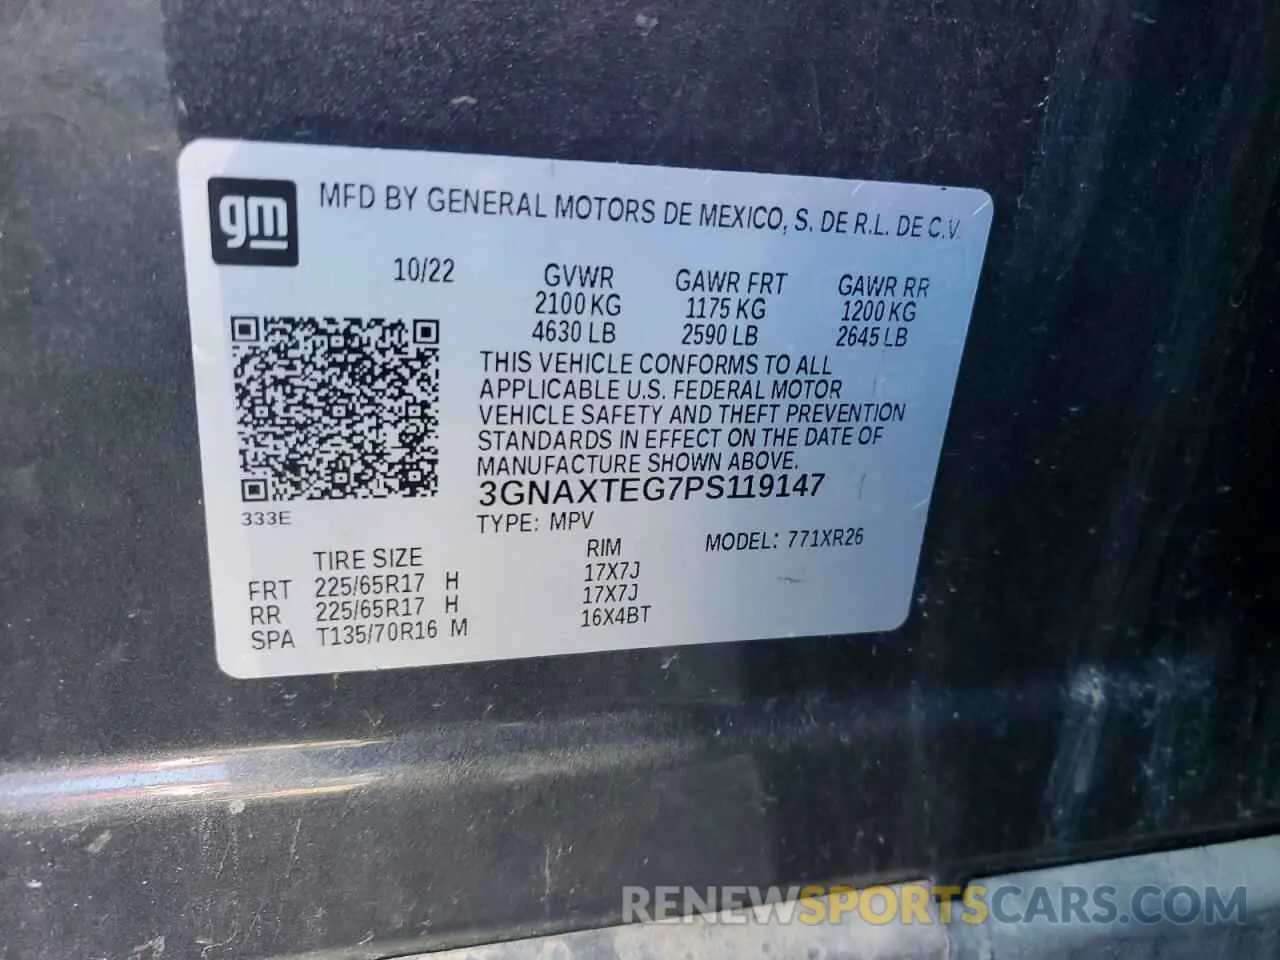 gm
MFD BY GENERAL MOTORS DE MEXICO, S. DE R.L. DE C.V.
10/22
GVWR GAWR FRT GAWR RR
2100 KG 1175 KG 1200 KG
4630 LB 2590 LB 2645 LB
THIS VEHICLE CONFORMS TO ALL
APPLICABLE U.S. FEDERAL MOTOR
VEHICLE SAFETY AND THEFT PREVENTION
STANDARDS IN EFFECT ON THE DATE OF
MANUFACTURE SHOWN ABOVE.
3GNAXTEG7PS119147
333E
TYPE: MPV MODEL: 771XR26
TIRE SIZE RIM
FRT 225/65R17 H 17X7J
RR 225/65R17 H 17X7J
SPA T135/70R16 M 16X4BT
RENEWSPORTSCARS.COM